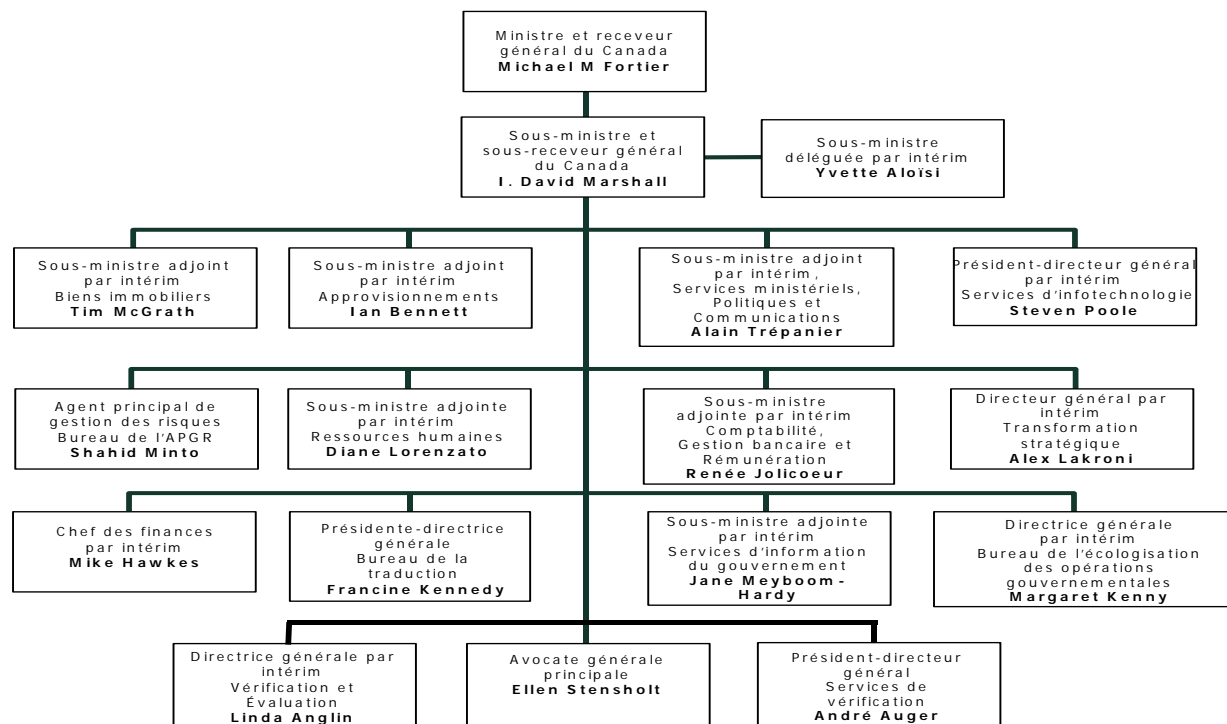 Ministre et receveur
général du Canada
Michael M Fortier
Sous-ministre et
sous-receveur général
du Canada
I. David Marshall
Sous-ministre
déléguée par intérim
Yvette Aloïsi
Sous-ministre adjoint
par intérim
Biens immobiliers
Tim McGrath
Sous-ministre adjoint
par intérim
Approvisionnements
Ian Bennett
Sous-ministre adjoint
par intérim,
Services ministériels,
Politiques et
Communications
Alain Trépanier
Président-directeur général
par intérim
Services d'infotechnologie
Steven Poole
Agent principal de
gestion des risques
Bureau de l'APGR
Shahid Minto
Sous-ministre adjointe
par intérim
Ressources humaines
Diane Lorenzato
Sous-ministre
adjointe par intérim
Comptabilité,
Gestion bancaire et
Rémunération
Renée Jolicoeur
Directeur général par
intérim
Transformation
stratégique
Alex Lakroni
Chef des finances
par intérim
Mike Hawkes
Présidente-directrice
générale
Bureau de la
traduction
Francine Kennedy
Sous-ministre adjointe
par intérim
Services d'information
du gouvernement
Jane Meyboom-
Hardy
Directrice générale
par intérim
Bureau de l'écologisation
des opérations
gouvernementales
Margaret Kenny
Directrice générale par
intérim
Vérification et
Évaluation
Linda Anglin
Avocate générale
principale
Ellen Stensholt
Président-directeur
général
Services de
vérification
André Auger